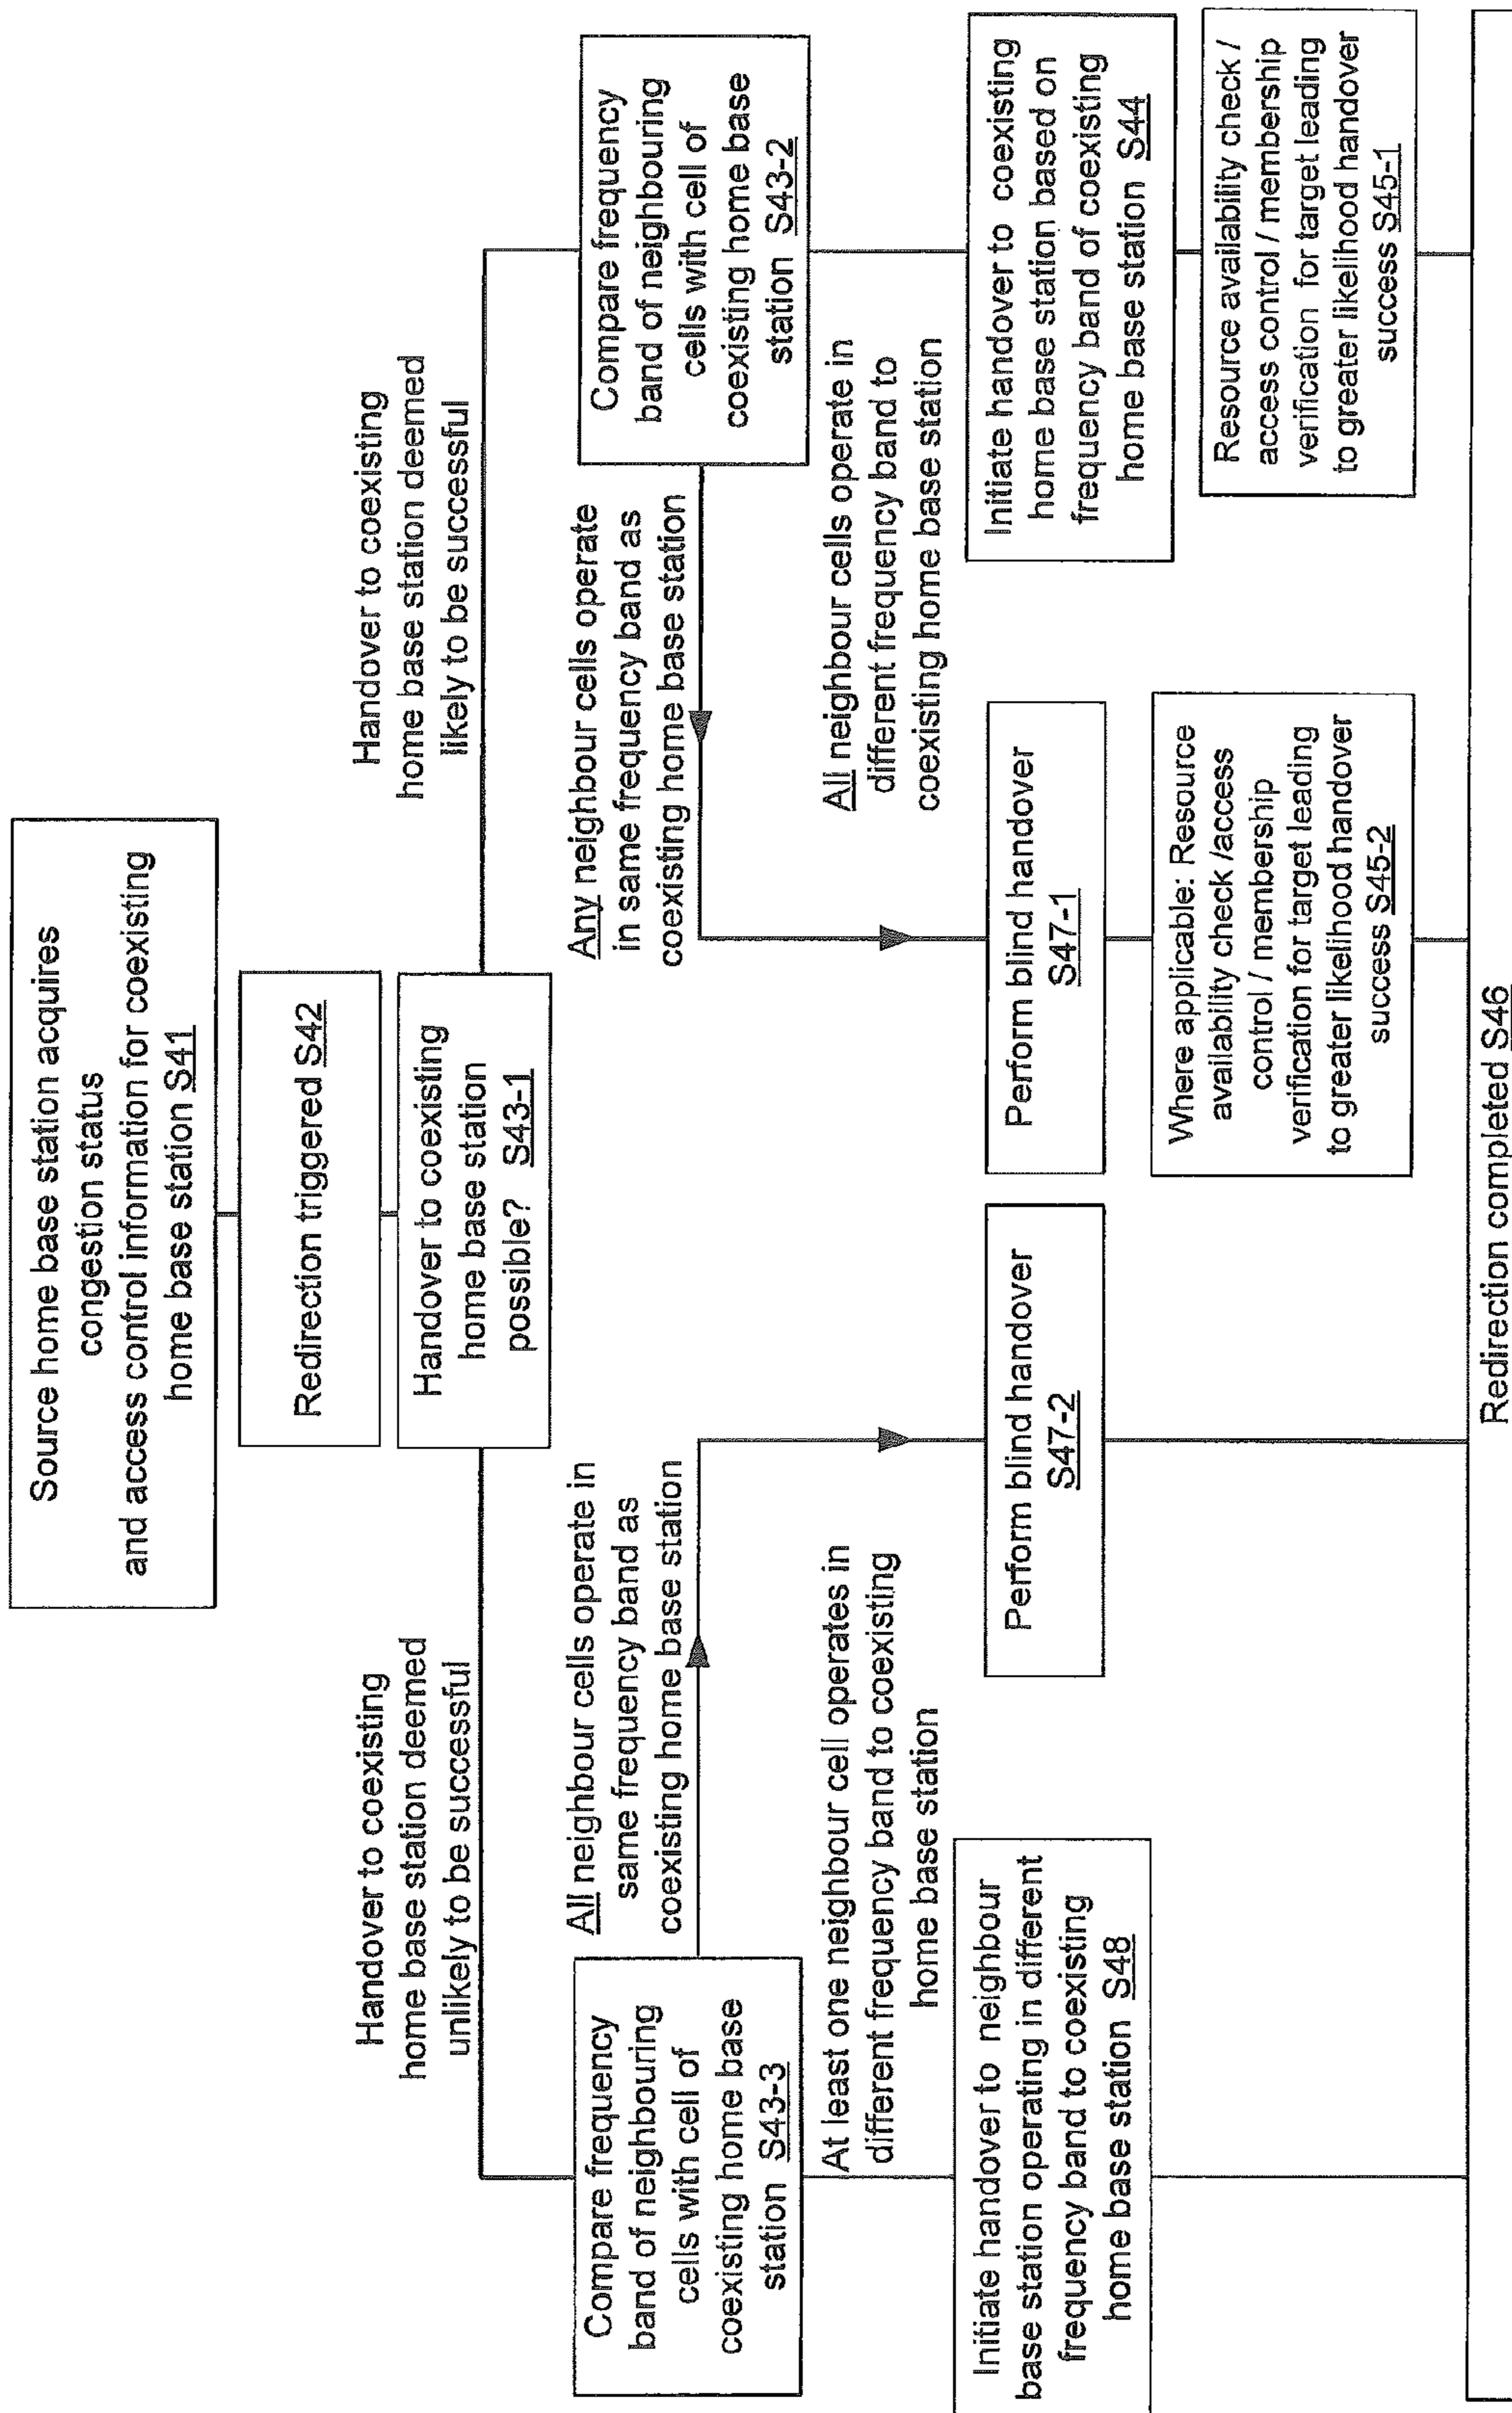 Source home base station acquires
congestion status
and access control information for coexisting
home base station S41
Redirection triggered S42
Handover to coexisting
home base station
possible? S43-1
Handover to coexisting
home base station deemed
unlikely to be successful
Handover to coexisting
home base station deemed
likely to be successful
Compare frequency
band of neighbouring
cells with cell of
coexisting home base
station S43-3
All neighbour cells operate in
same frequency band as
coexisting home base station
Any neighbour cells operate
in same frequency band as
coexisting home base station
Compare frequency
band of neighbouring
cells with cell of
coexisting home base
station S43-2
At least one neighbour cell operates in
different frequency band to coexisting
home base station
All neighbour cells operate in
different frequency band to
coexisting home base station
Initiate handover to neighbour
base station operating in different
frequency band to coexisting
home base station S48
Perform blind handover
S47-2
Perform blind handover
S47-1
Initiate handover to coexisting
home base station based on
frequency band of coexisting
home base station S44
Where applicable: Resource
availability check /access
control / membership
verification for target leading
to greater likelihood handover
success S45-2
Resource availability check /
access control / membership
verification for target leading
to greater likelihood handover
success S45-1
Redirection completed S46